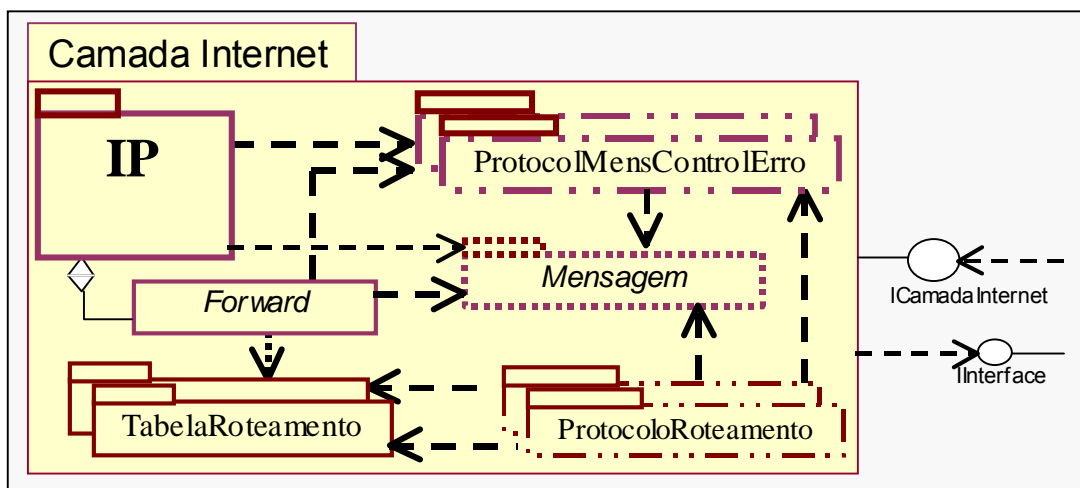 Camada Internet
IP
ProtocolMensControlErro
Mensagem
Forward
ICamadaInternet
IInterface
TabelaRoteamento
ProtocoloRoteamento